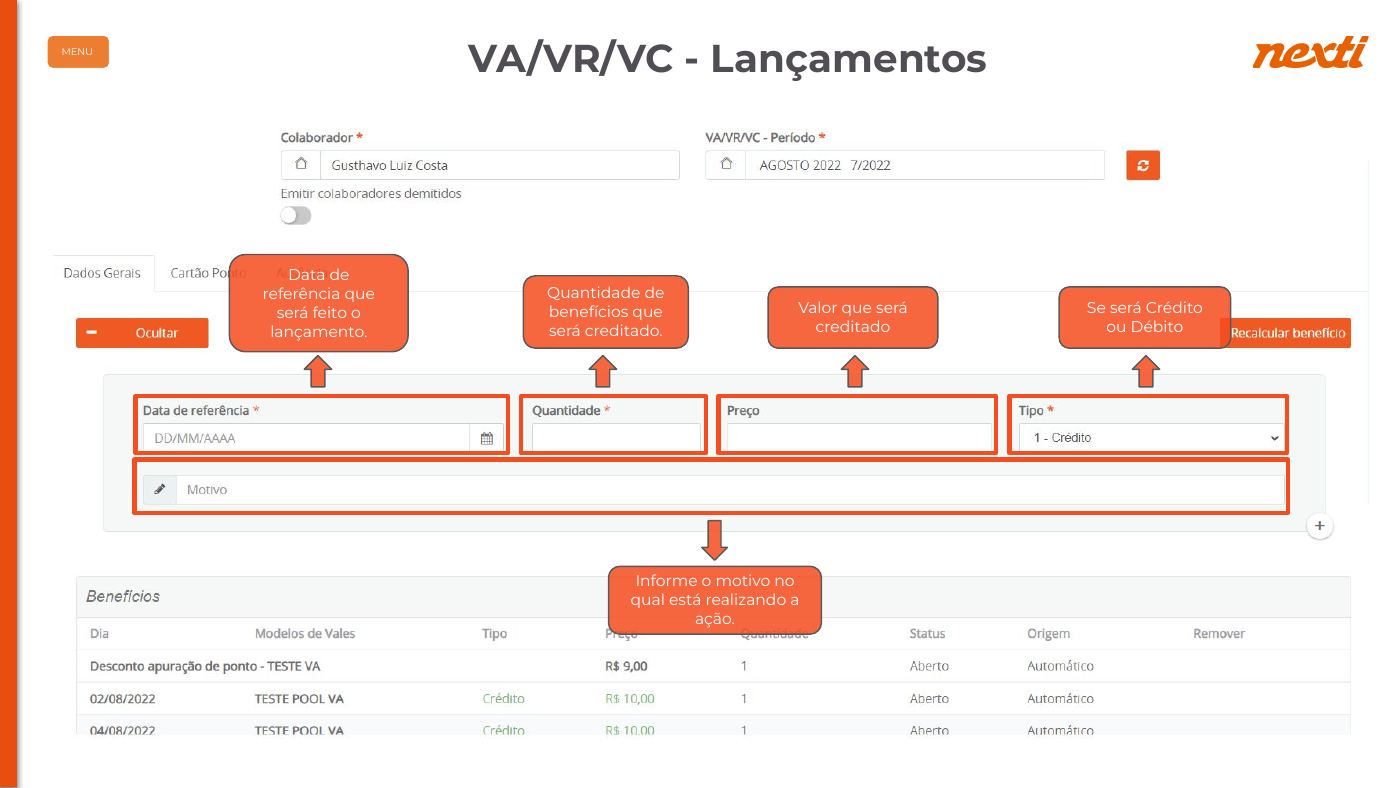 MENU
VA/VR/VC - Lançamentos
nexti
Colaborador *
VA/VR/VC - Período *
Gusthavo Luiz Costa
AGOSTO 2022 7/2022
Emitir colaboradores demitidos
Dados Gerais
Cartão Ponto
Data de
referência que
será feito o
lançamento.
Quantidade de
benefícios que
será creditado.
Valor que será
creditado
Se será Crédito
ou Débito
Ocultar
Recalcular benefício
Data de referência *
Quantidade *
Preço
Tipo *
DD/MM/AAAA
1 - Crédito
Motivo
+
Informe o motivo no
qual está realizando a
ação.
Benefícios
Dia
Modelos de Vales
Tipo
Preço
Quantidade
Status
Origem
Remover
Desconto apuração de ponto - TESTE VA R$ 9,00 1 Aberto Automático
02/08/2022 TESTE POOL VA Crédito R$ 10,00 1 Aberto Automático
04/08/2022 TESTE POOL VA Crédito R$ 10,00 1 Aberto Automático